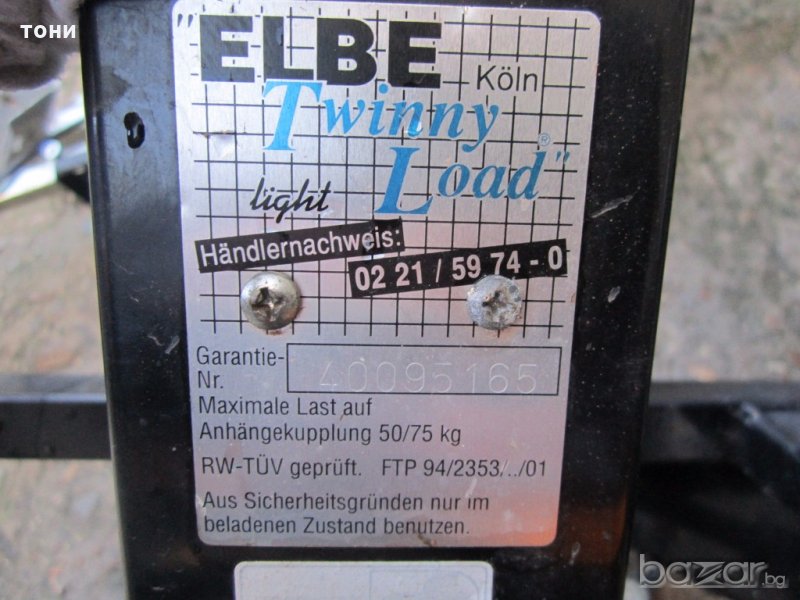 тони
"ELBE
Köln
Twinny
Load"
®
light
Händlernachweis:
02 21 / 59 74 - 0
Garantie-
Nr.
40095165
Maximale Last auf
Anhängekupplung 50/75 kg
RW-TÜV geprüft. FTP 94/2353/../01
Aus Sicherheitsgründen nur im
beladenen Zustand benutzen.
bazar.bg